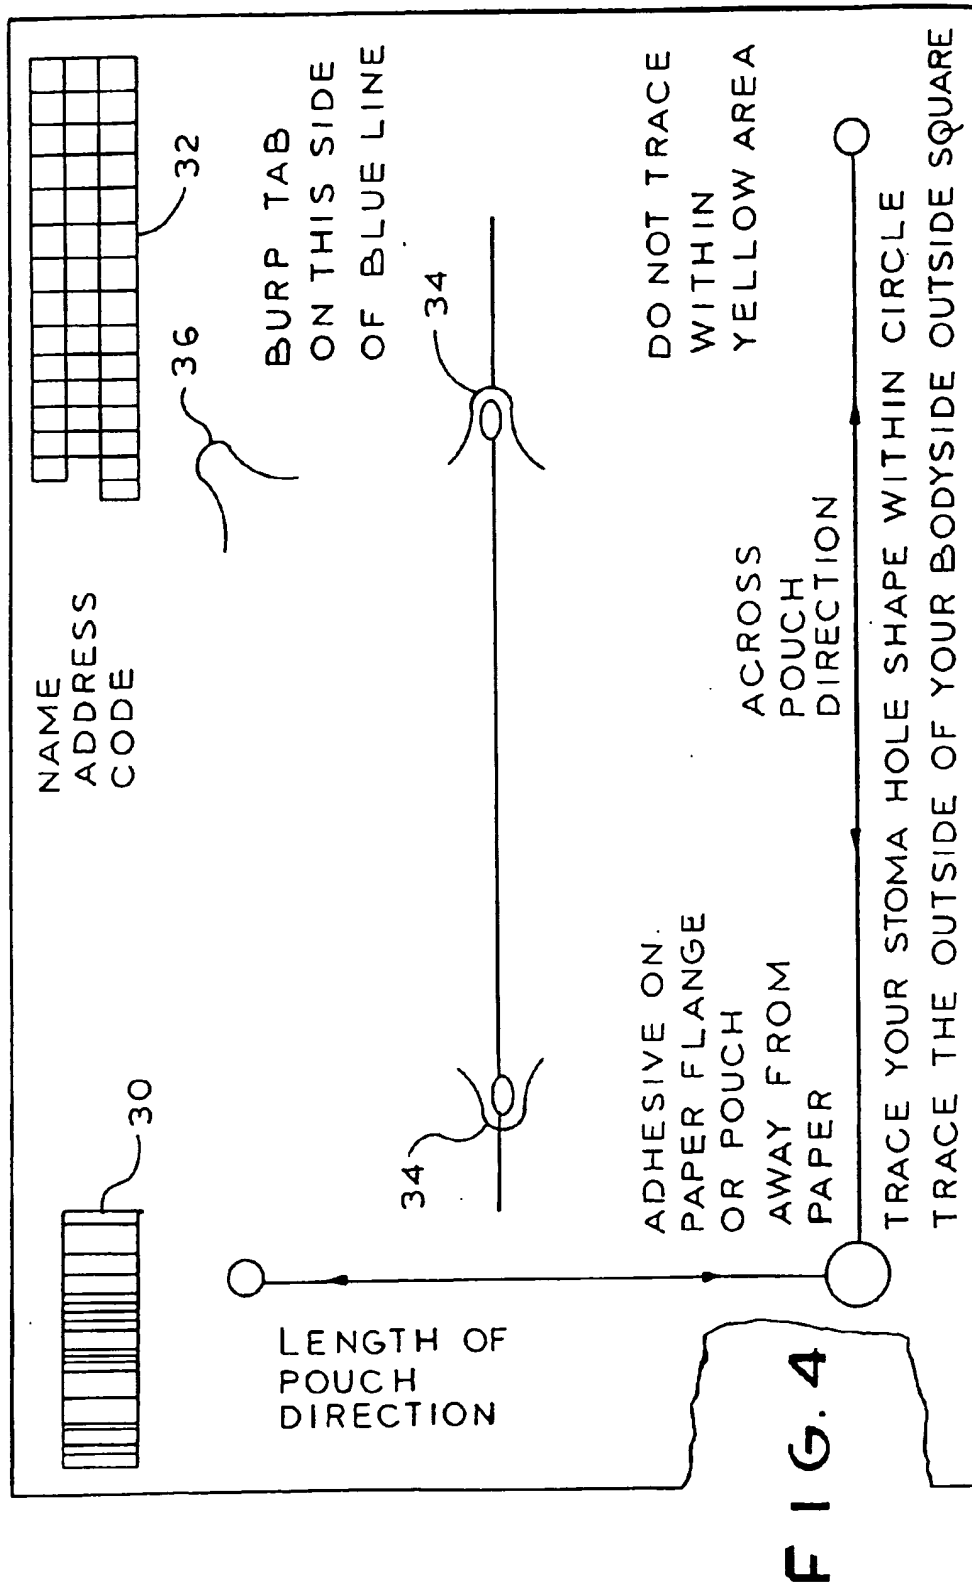 30
NAME
ADDRESS
CODE
32
36
BURP TAB
ON THIS SIDE
OF BLUE LINE
34
34
LENGTH OF
POUCH
DIRECTION
ADHESIVE ON.
PAPER FLANGE
OR POUCH
AWAY FROM
PAPER
ACROSS
POUCH
DIRECTION
DO NOT TRACE
WITHIN
YELLOW AREA
TRACE YOUR STOMA HOLE SHAPE WITHIN CIRCLE
TRACE THE OUTSIDE OF YOUR BODYSIDE OUTSIDE SQUARE
FIG. 4